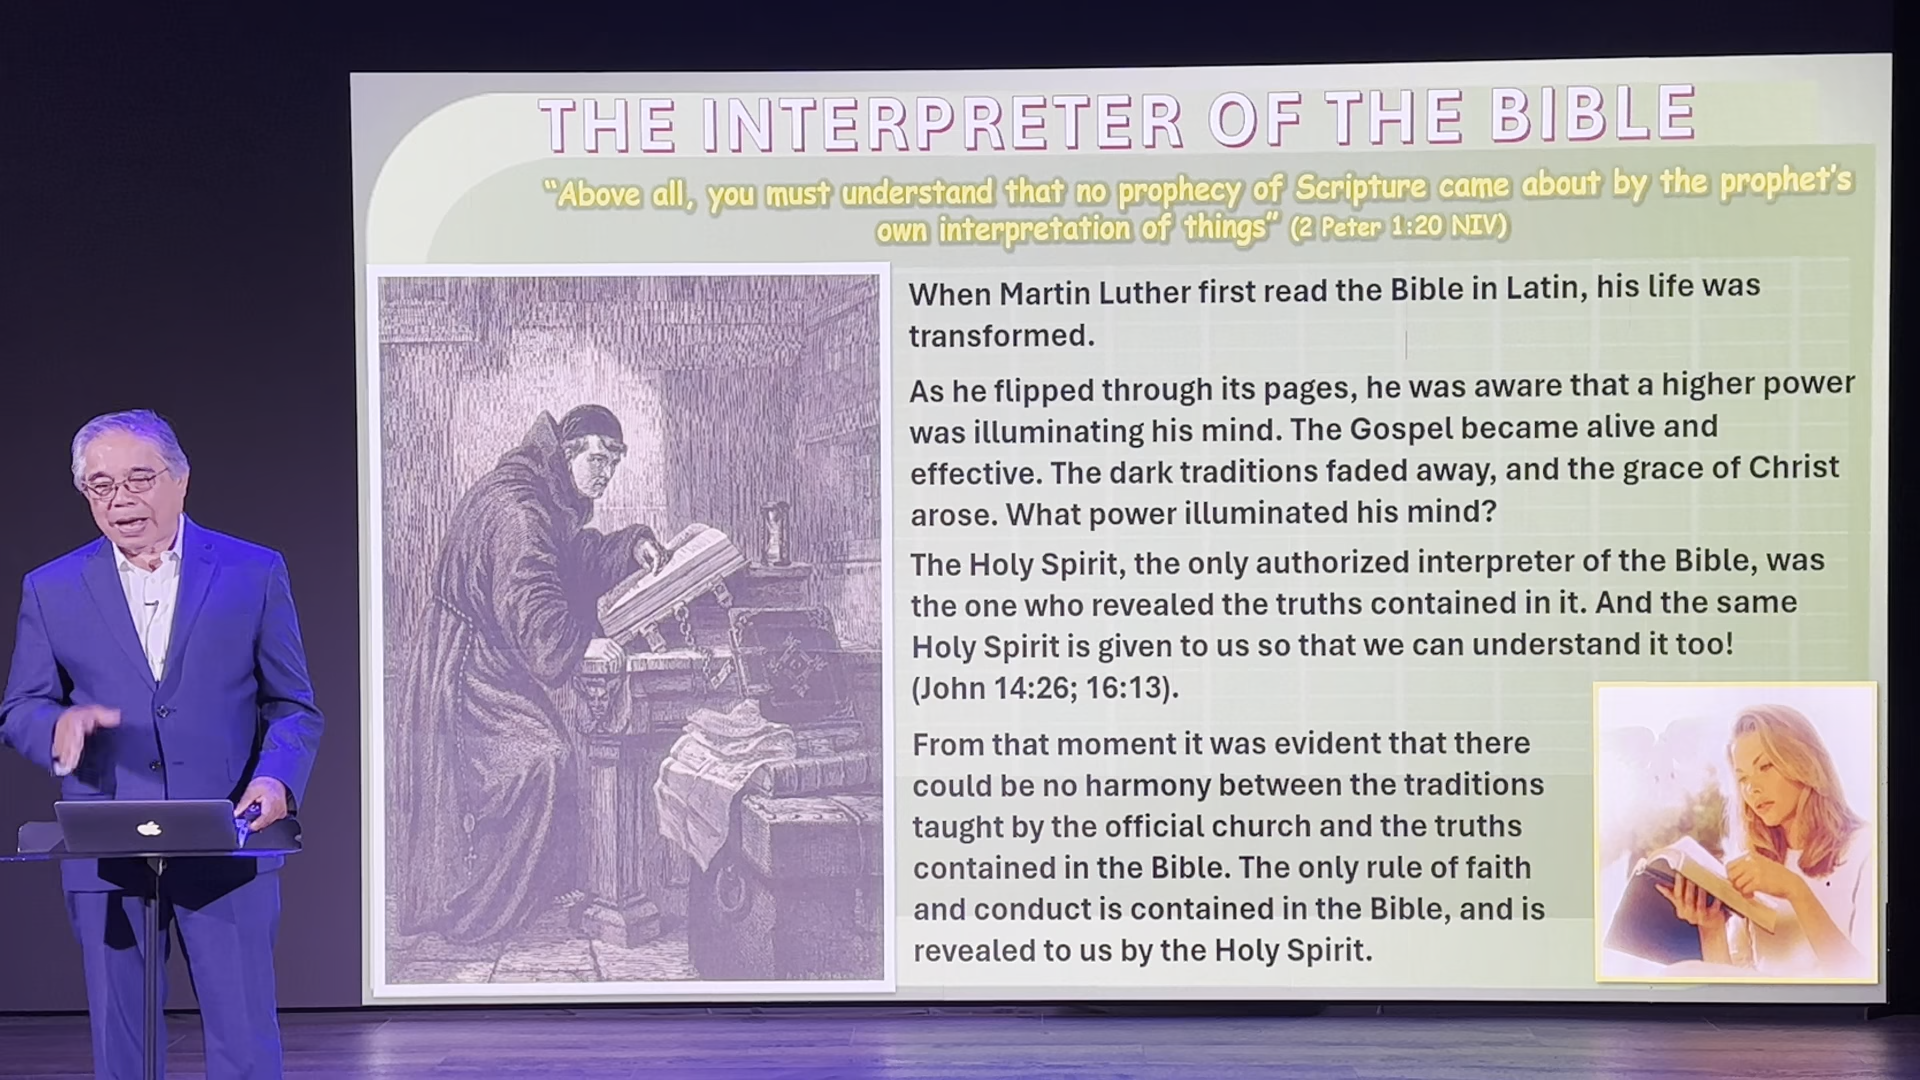 THE INTERPRETER OF THE BIBLE
“Above all, you must understand that no prophecy of Scripture came about by the prophet’s
own interpretation of things” (2 Peter 1:20 NIV)
When Martin Luther first read the Bible in Latin, his life was
transformed.
As he flipped through its pages, he was aware that a higher power
was illuminating his mind. The Gospel became alive and
effective. The dark traditions faded away, and the grace of Christ
arose. What power illuminated his mind?
The Holy Spirit, the only authorized interpreter of the Bible, was
the one who revealed the truths contained in it. And the same
Holy Spirit is given to us so that we can understand it too!
(John 14:26; 16:13).
From that moment it was evident that there
could be no harmony between the traditions
taught by the official church and the truths
contained in the Bible. The only rule of faith
and conduct is contained in the Bible, and is
revealed to us by the Holy Spirit.